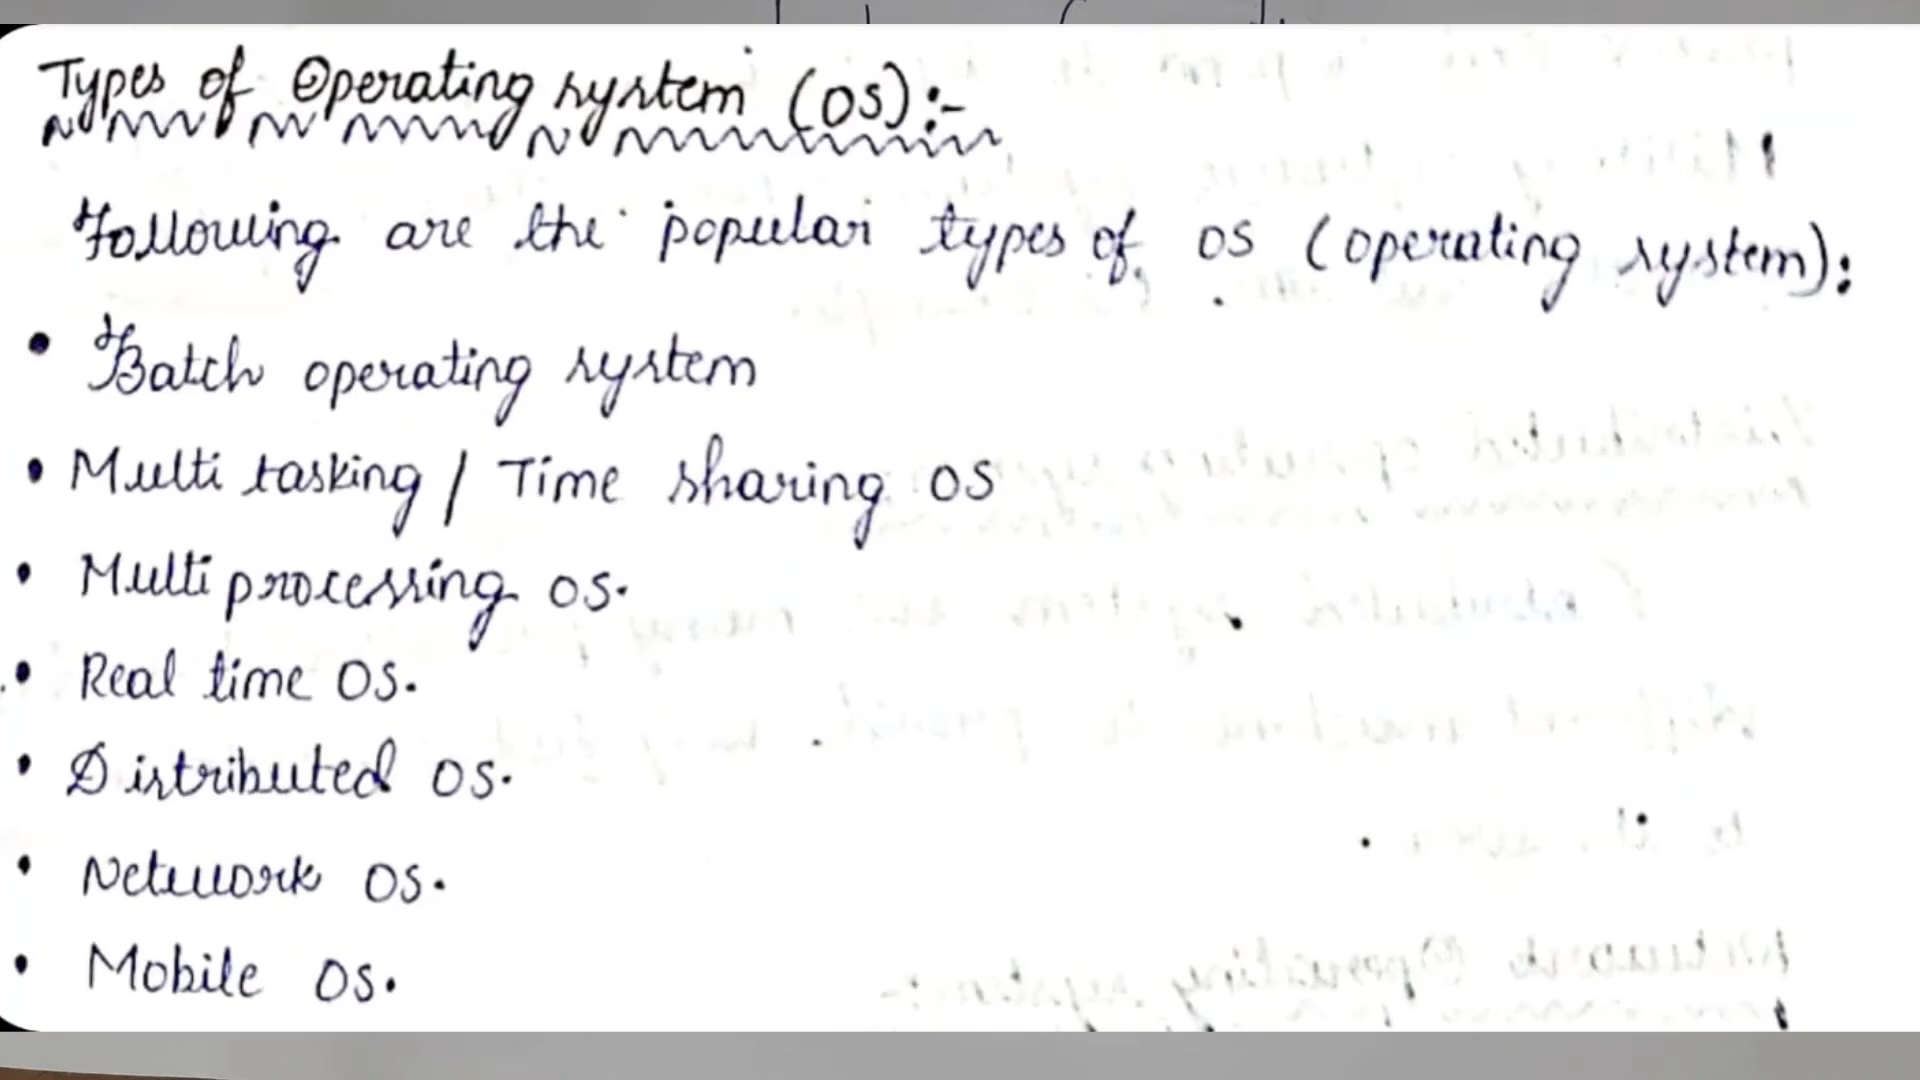 Types of Operating system (OS):-
Following are the popular types of OS (operating system):
• Batch operating system
• Multi tasking / Time sharing OS
• Multi processing OS.
• Real time OS.
• Distributed OS.
• Network OS.
• Mobile OS.